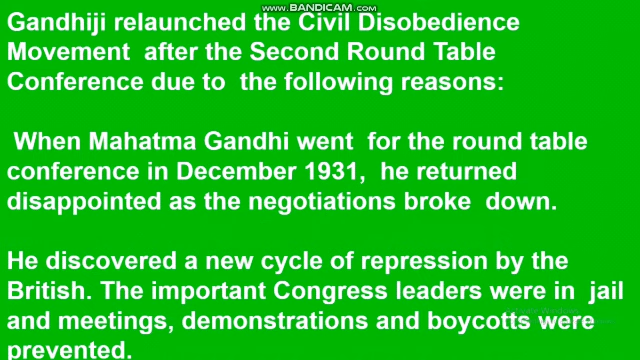 WWW.BANDICAM.COM
Gandhiji relaunched the Civil Disobedience
Movement after the Second Round Table
Conference due to the following reasons:
When Mahatma Gandhi went for the round table
conference in December 1931, he returned
disappointed as the negotiations broke down.
He discovered a new cycle of repression by the
British. The important Congress leaders were in jail
and meetings, demonstrations and boycotts were
prevented.